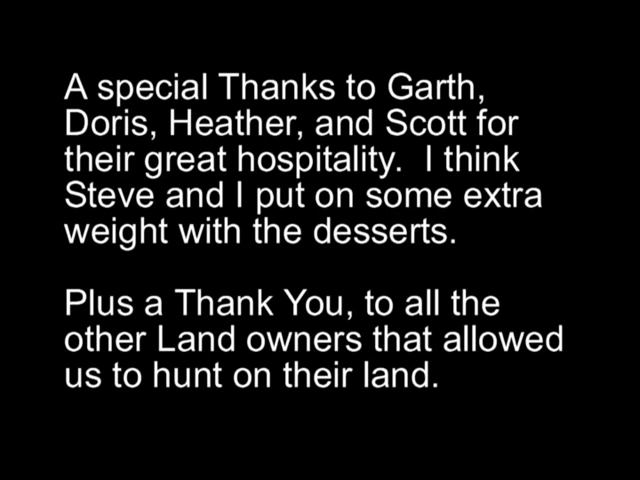 A special Thanks to Garth,
Doris, Heather, and Scott for
their great hospitality.  I think
Steve and I put on some extra
weight with the desserts.
Plus a Thank You, to all the
other Land owners that allowed
us to hunt on their land.